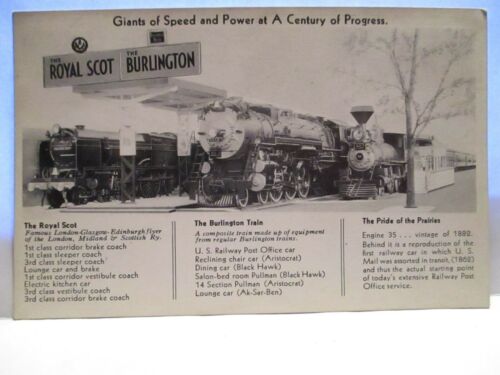 Giants of Speed and Power at A Century of Progress.
THE ROYAL SCOT THE BURLINGTON
The Royal Scot
Famous London-Glasgow-Edinburgh flyer
of the London, Midland & Scottish Ry.
1st class corridor brake coach
1st class sleeper coach
3rd class sleeper coach
Lounge car and brake
1st class corridor vestibule coach
Electric kitchen car
3rd class vestibule coach
3rd class corridor brake coach
The Burlington Train
A composite train made up of equipment
from regular Burlington trains.
U. S. Railway Post Office car
Reclining chair car (Aristocrat)
Dining car (Black Hawk)
Salon-bed room Pullman (Black Hawk)
14 Section Pullman (Aristocrat)
Lounge car (Ak-Sar-Ben)
The Pride of the Prairies
Engine 35 . . . vintage of 1882.
Behind it is a reproduction of the
first railway car in which U. S.
Mail was assorted in transit, (1862)
and thus the actual starting point
of today's extensive Railway Post
Office service.